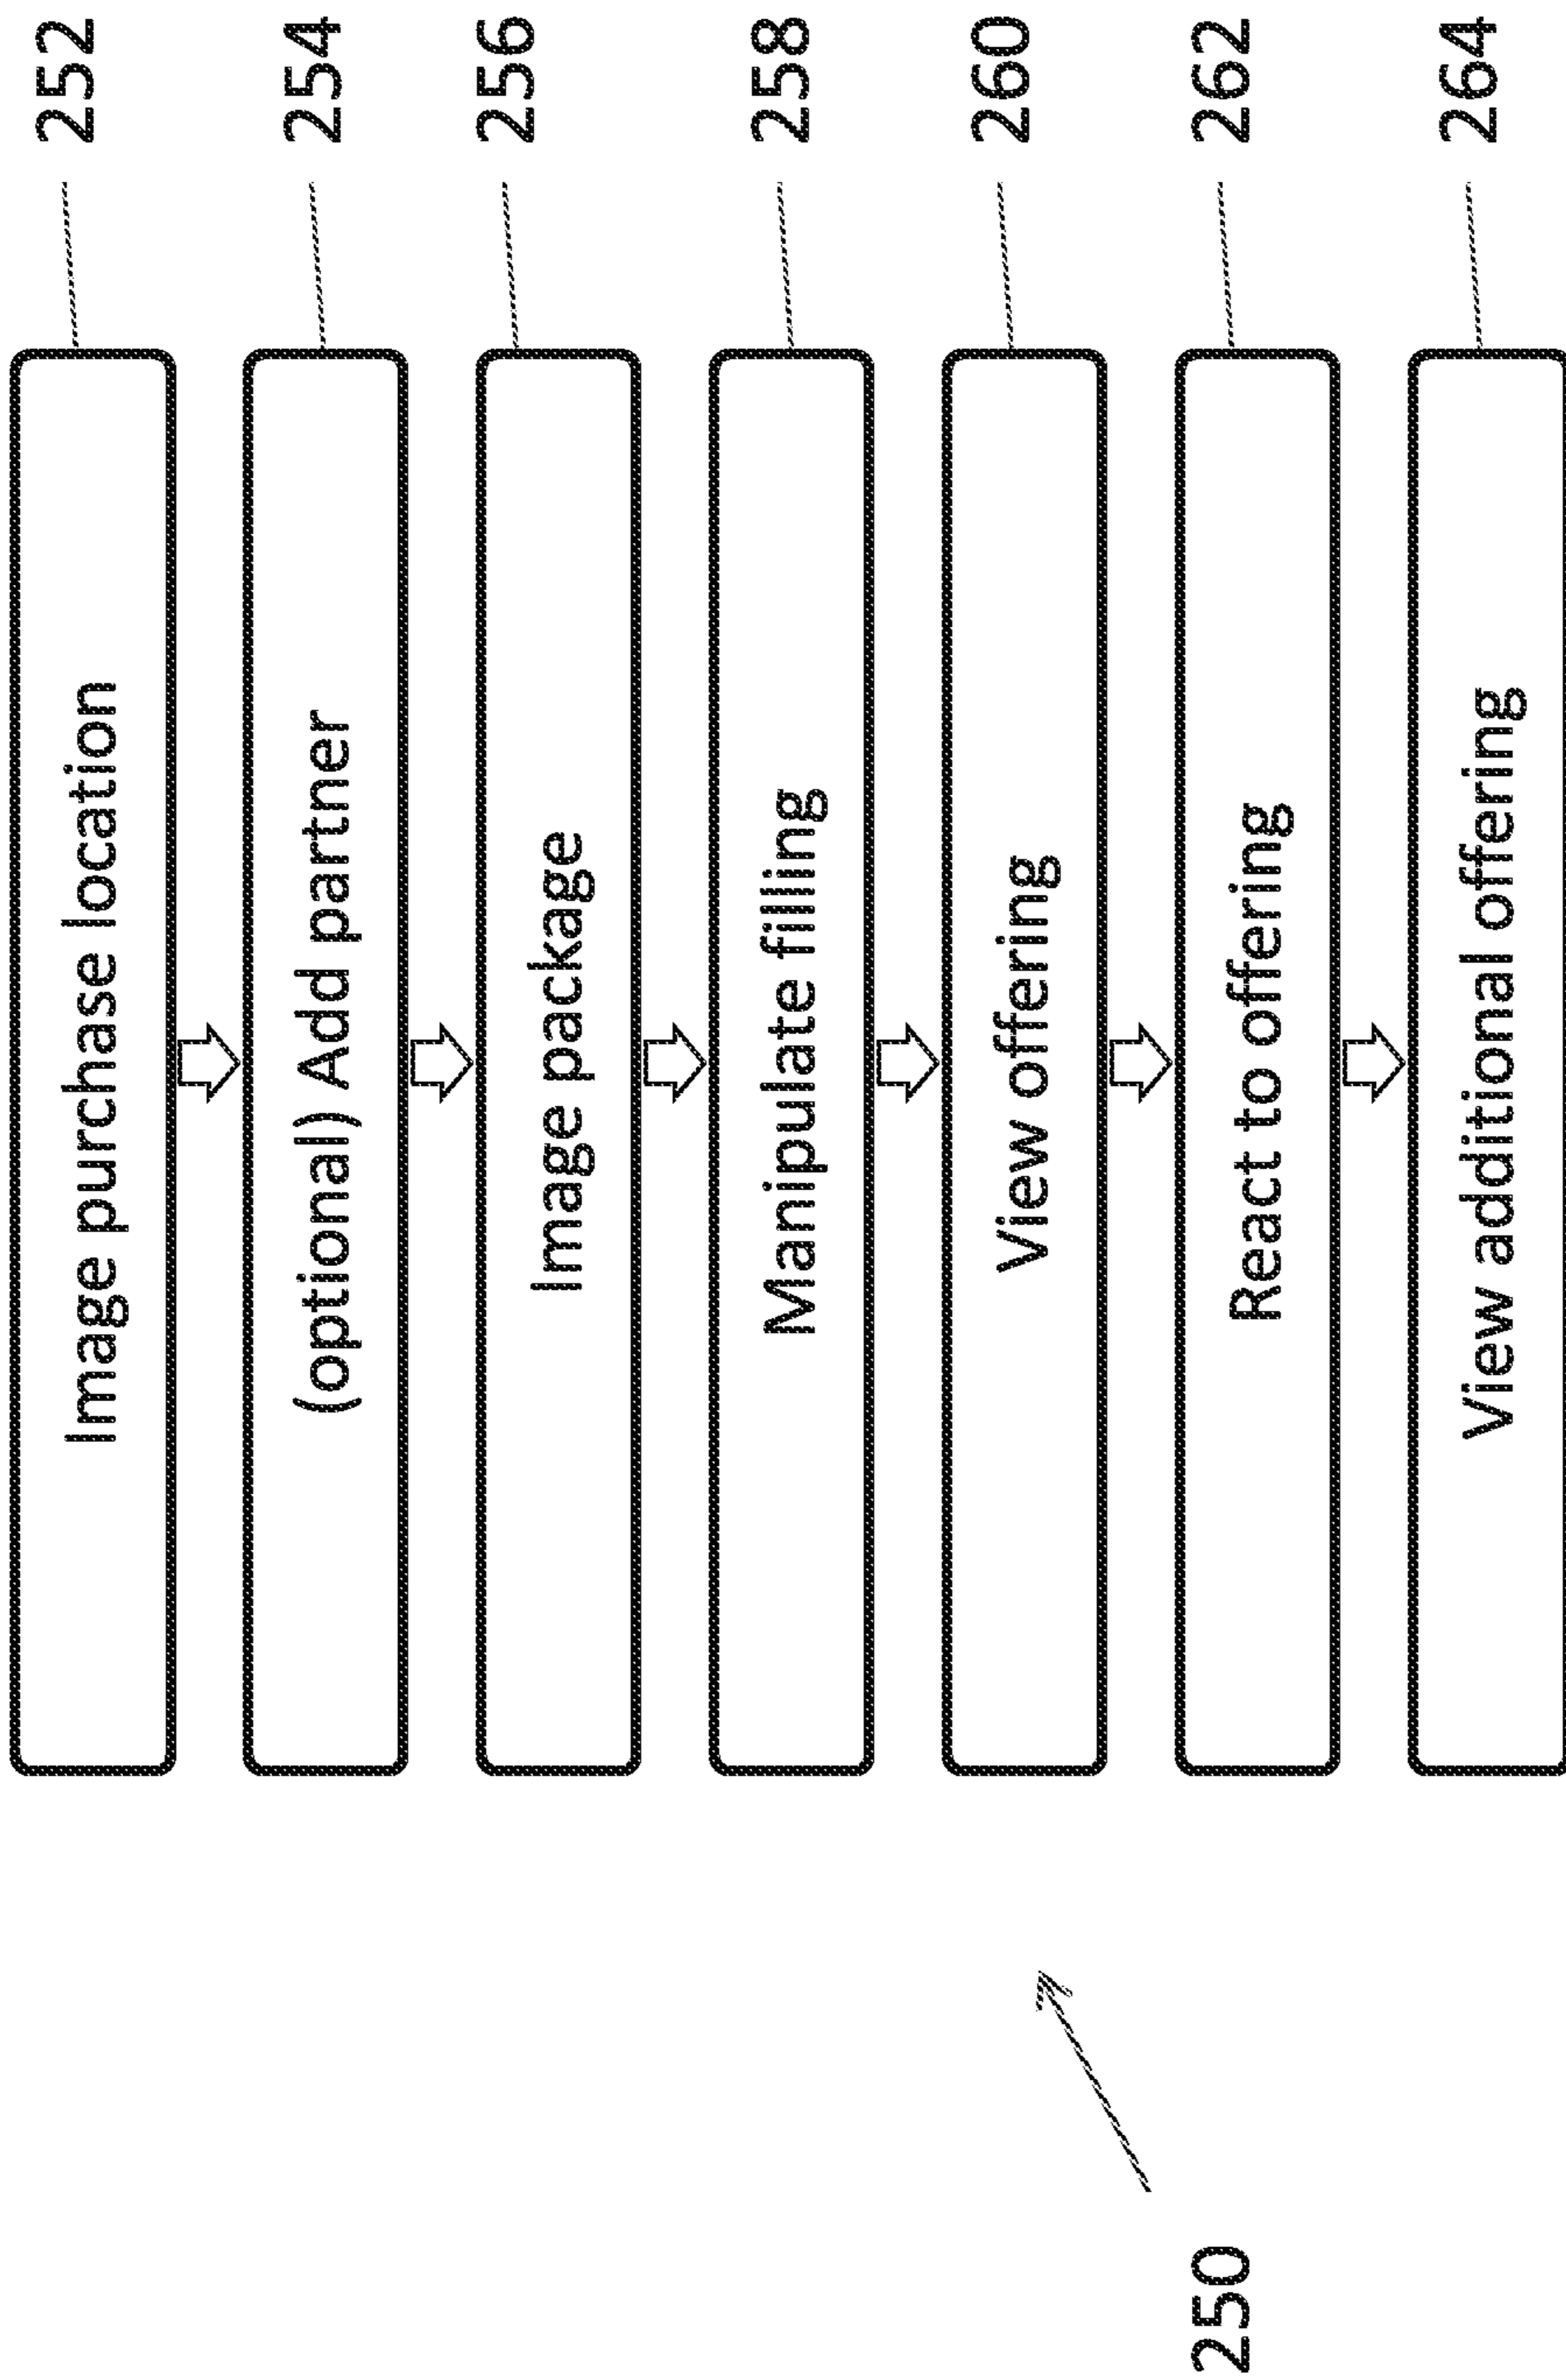 Image purchase location
252
(optional) Add partner
254
Image package
256
Manipulate filling
258
View offering
260
React to offering
262
View additional offering
264
250